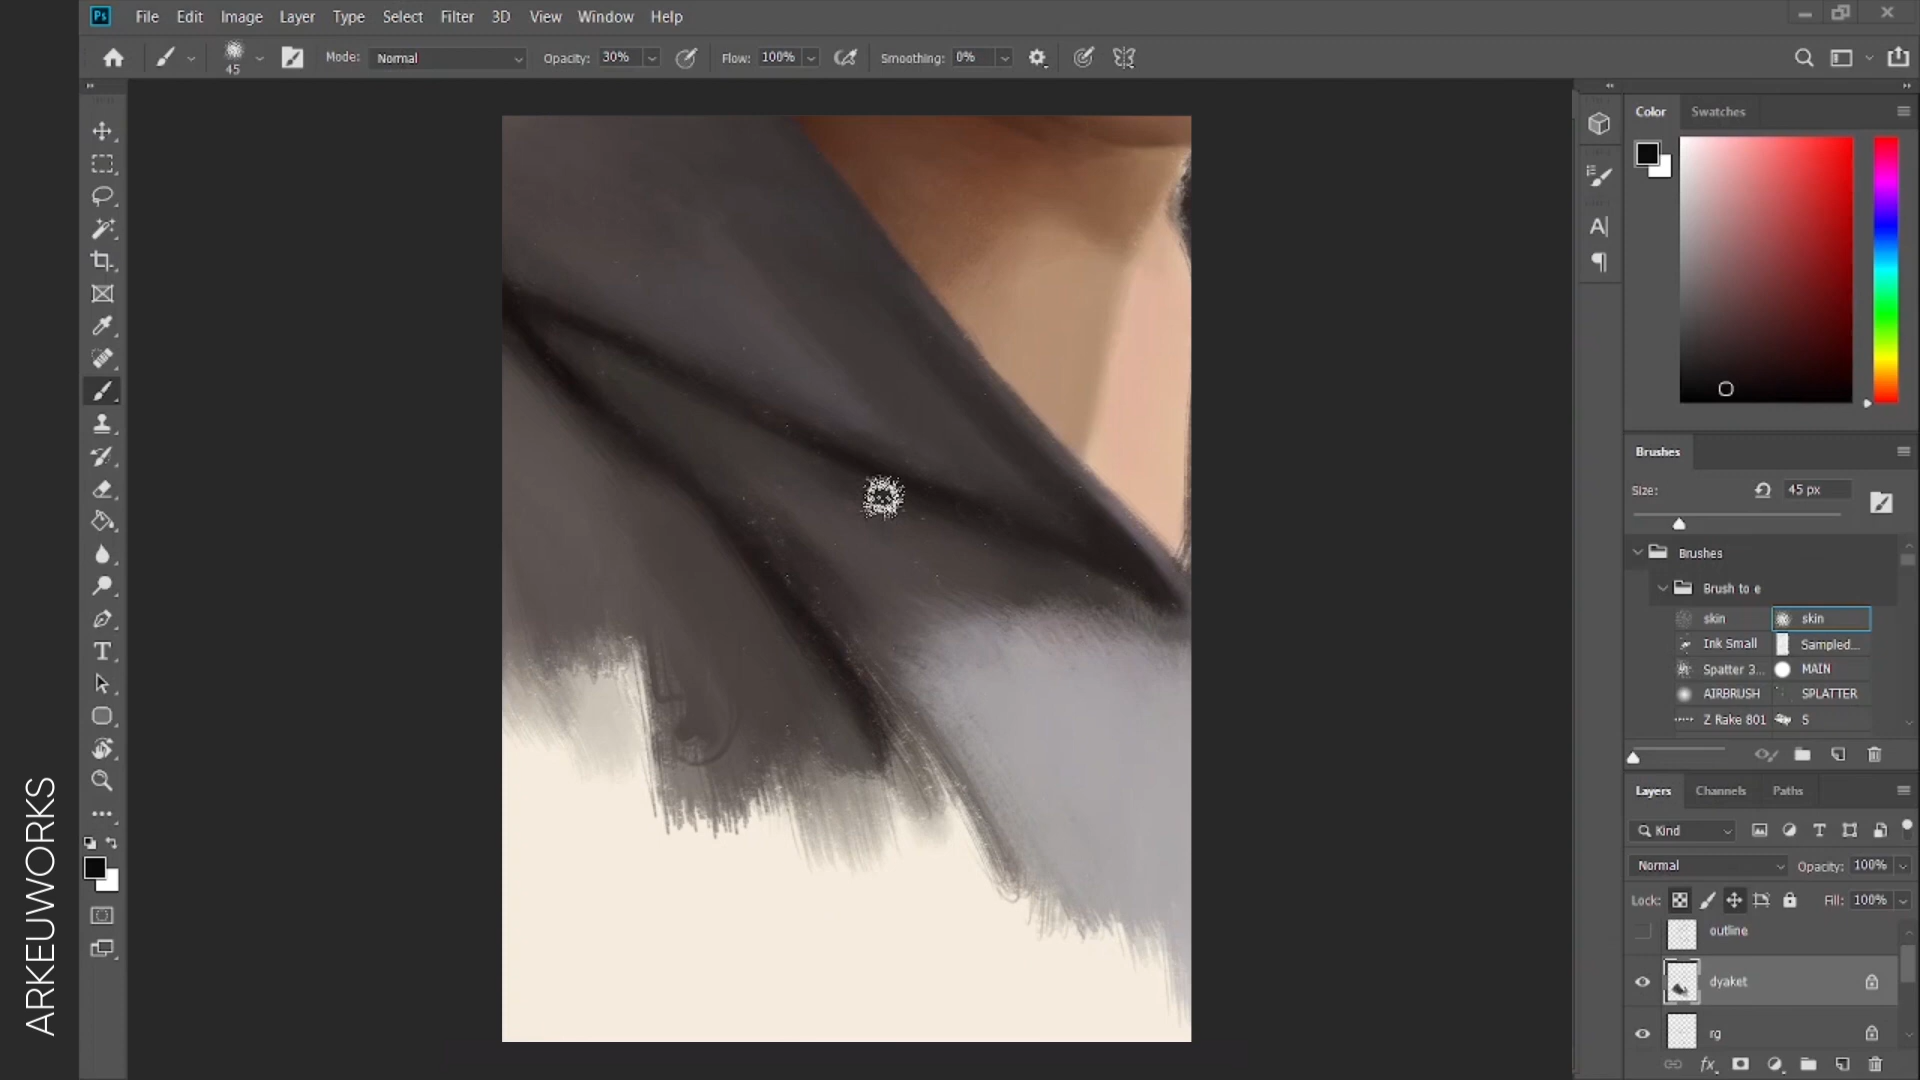 Ps File Edit Image Layer Type Select Filter 3D View Window Help
45 Mode: Normal Opacity: 30% Flow: 100% Smoothing: 0%
Color Swatches
Brushes
Size: 45 px
Brushes
Brush to e
skin skin
Ink Small Sampled...
Spatter 3... MAIN
AIRBRUSH SPLATTER
Z Rake 801 5
Layers Channels Paths
Kind
Normal Opacity: 100%
Lock: Fill: 100%
outline
dyaket
rg
fx
ARKEUWORKS